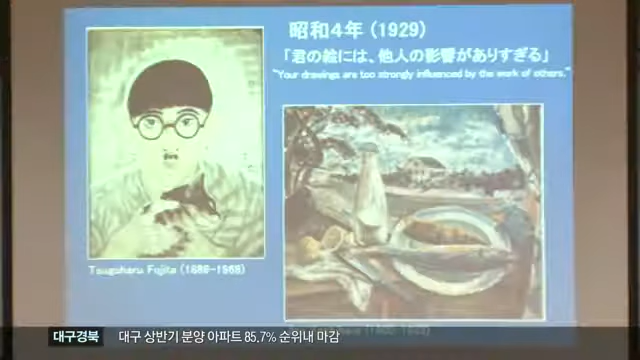 昭和4年 (1929)
「君の絵には、他人の影響がありすぎる」
"Your drawings are too strongly influenced by the work of others."
Tsuguharu Fujita (1886-1968)
대구경북 대구 상반기 분양 아파트 85.7% 순위내 마감